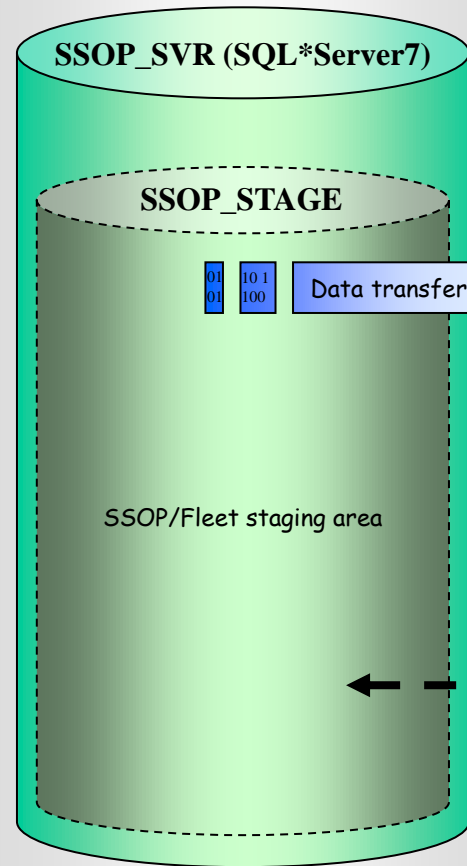 SSOP_SVR (SQL*Server7)
SSOP_STAGE
01
01
10 1
100
Data transfer
SSOP/Fleet staging area